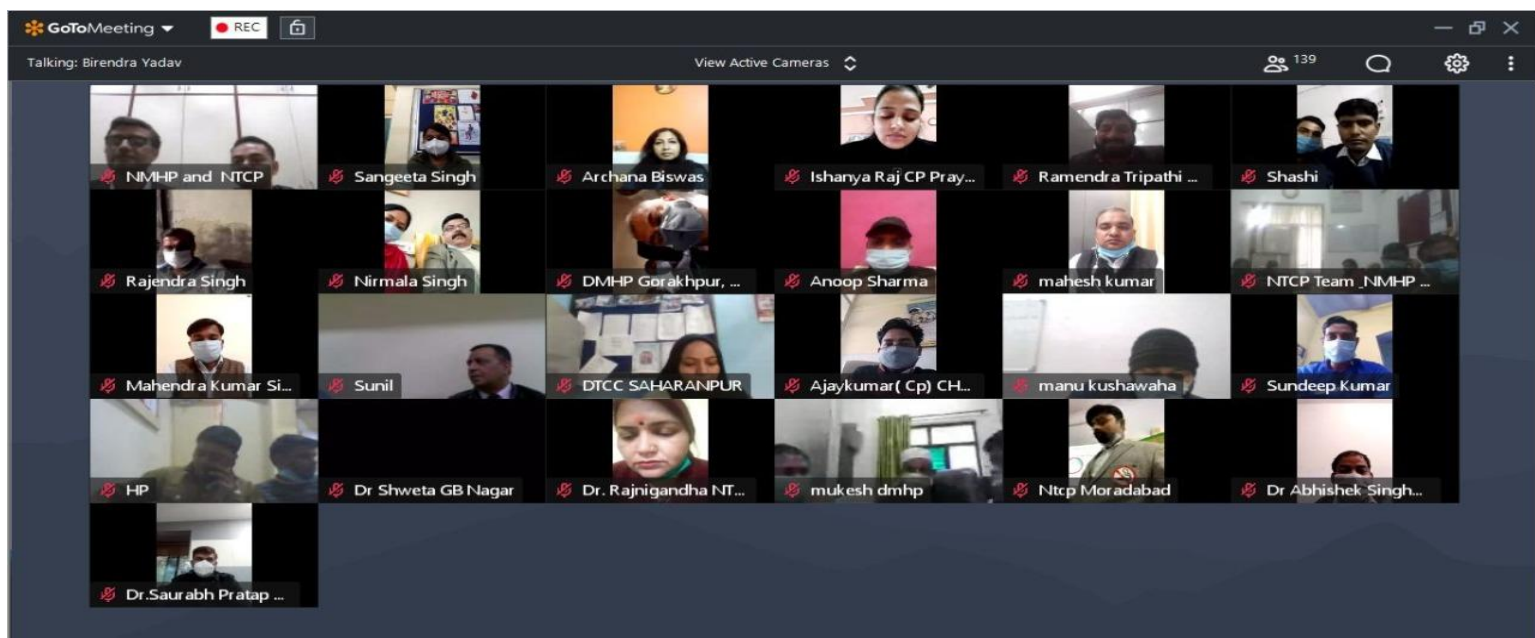 GoToMeeting REC
Talking: Birendra Yadav View Active Cameras 139
NMHP and NTCP Sangeeta Singh Archana Biswas Ishanya Raj CP Pray... Ramendra Tripathi ... Shashi
Rajendra Singh Nirmala Singh DMHP Gorakhpur, ... Anoop Sharma mahesh kumar NTCP Team _NMHP ...
Mahendra Kumar Si... Sunil DTCC SAHARANPUR Ajaykumar( Cp) CH... manu kushawaha Sundeep Kumar
HP Dr Shweta GB Nagar Dr. Rajnigandha NT... mukesh dmhp Ntcp Moradabad Dr Abhishek Singh...
Dr.Saurabh Pratap ...